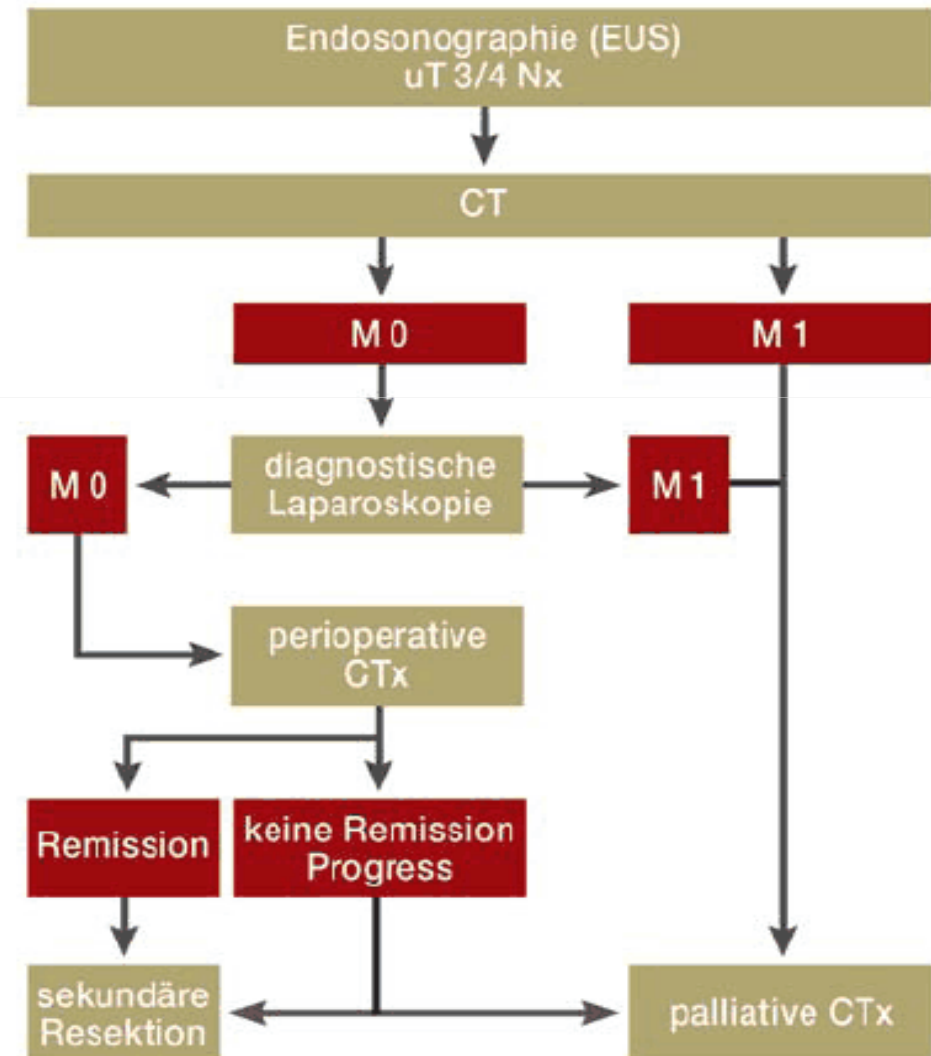 Endosonographie (EUS)
uT 3/4 Nx
CT
M 0
M 1
M 0
diagnostische
Laparoskopie
M 1
perioperative
CTx
Remission
keine Remission
Progress
sekundäre
Resektion
palliative CTx